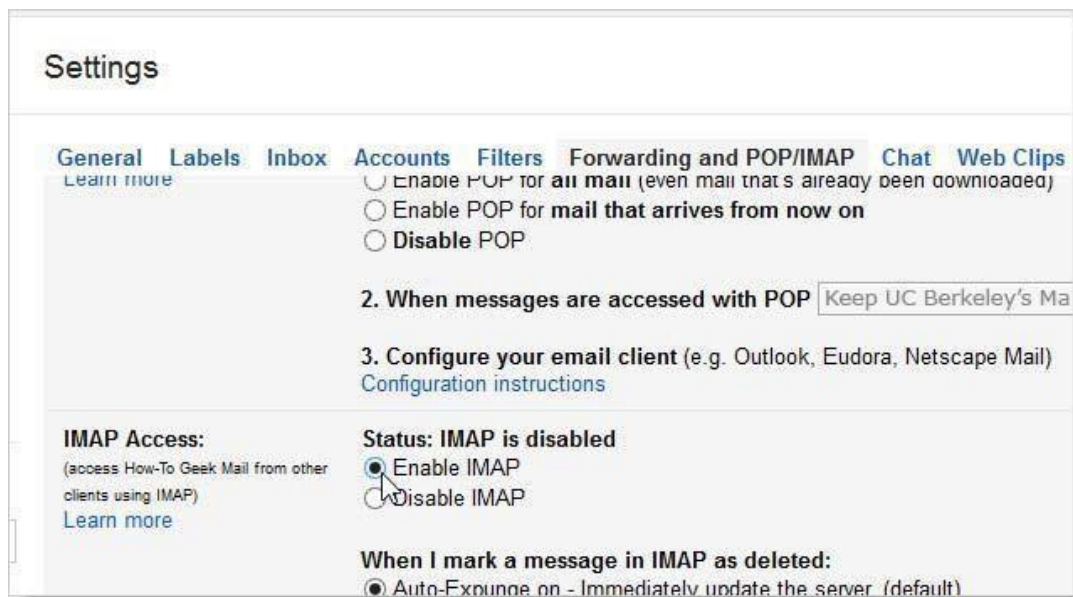 Settings
General Labels Inbox Accounts Filters Forwarding and POP/IMAP Chat Web Clips
Learn more
Enable POP for all mail (even mail that's already been downloaded)
Enable POP for mail that arrives from now on
Disable POP
2. When messages are accessed with POP Keep UC Berkeley's Ma
3. Configure your email client (e.g. Outlook, Eudora, Netscape Mail)
Configuration instructions
IMAP Access:
(access How-To Geek Mail from other
clients using IMAP)
Learn more
Status: IMAP is disabled
Enable IMAP
Disable IMAP
When I mark a message in IMAP as deleted:
Auto-Expunge on - Immediately update the server. (default)